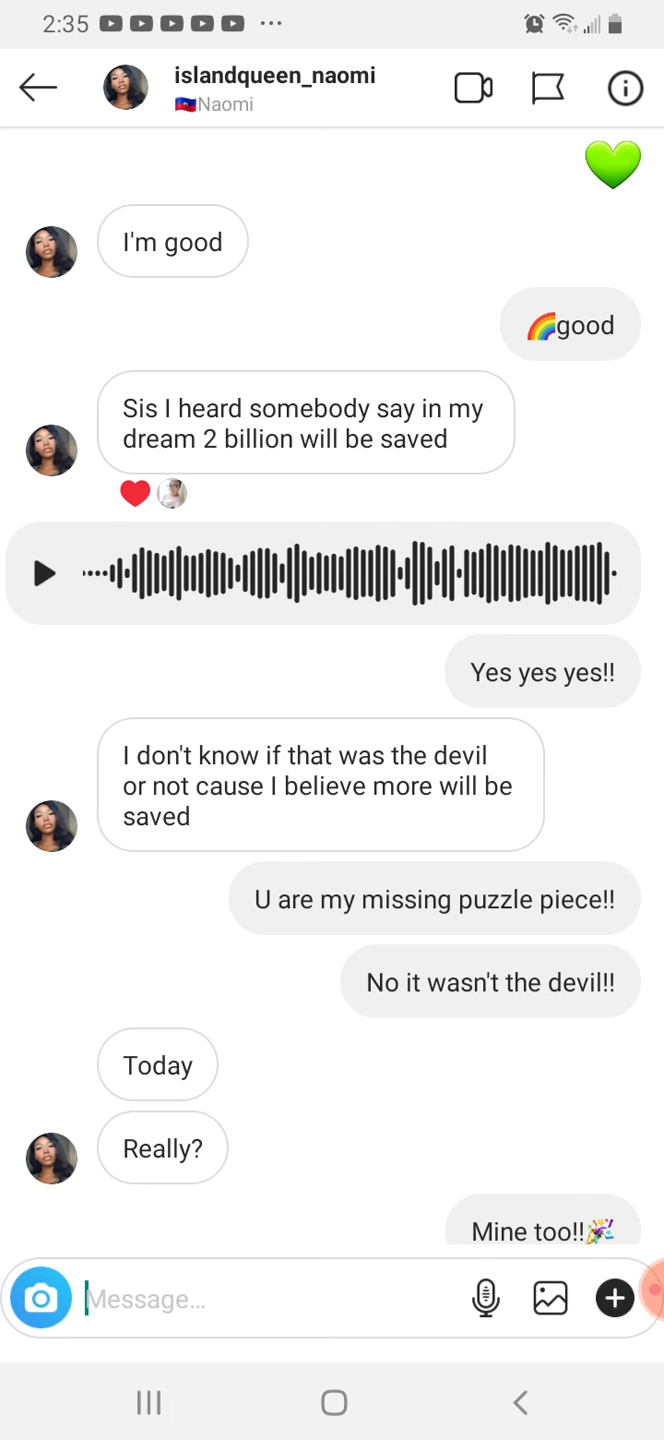 2:35
islandqueen_naomi
🇭🇹Naomi
💚
I'm good
🌈good
Sis I heard somebody say in my
dream 2 billion will be saved
Yes yes yes!!
I don't know if that was the devil
or not cause I believe more will be
saved
U are my missing puzzle piece!!
No it wasn't the devil!!
Today
Really?
Mine too!!🎉
Message...